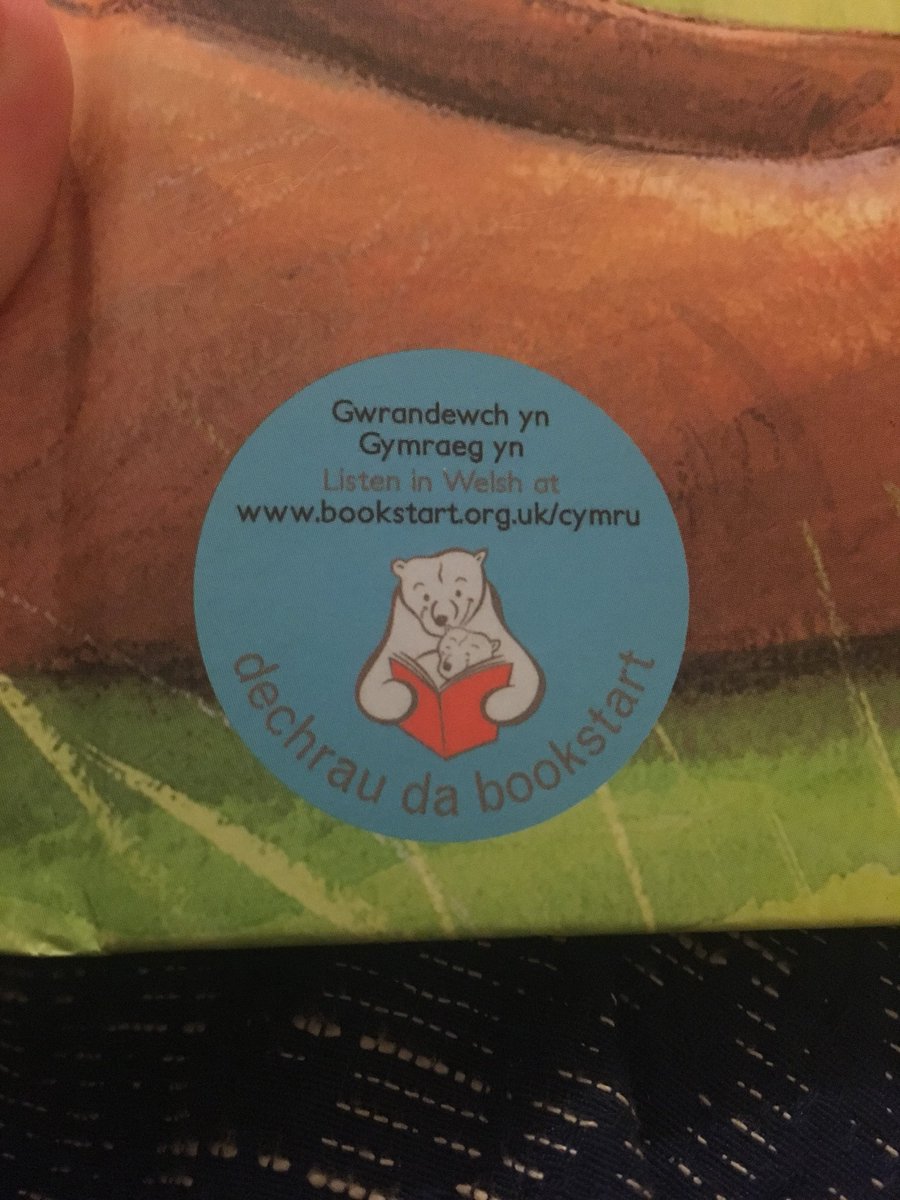 Gwrandewch yn
Gymraeg yn
Listen in Welsh at
www.bookstart.org.uk/cymru
dechrau da bookstart